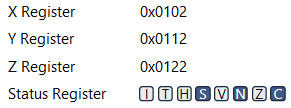 X Register 0x0102
Y Register 0x0112
Z Register 0x0122
Status Register I T H S V N Z C